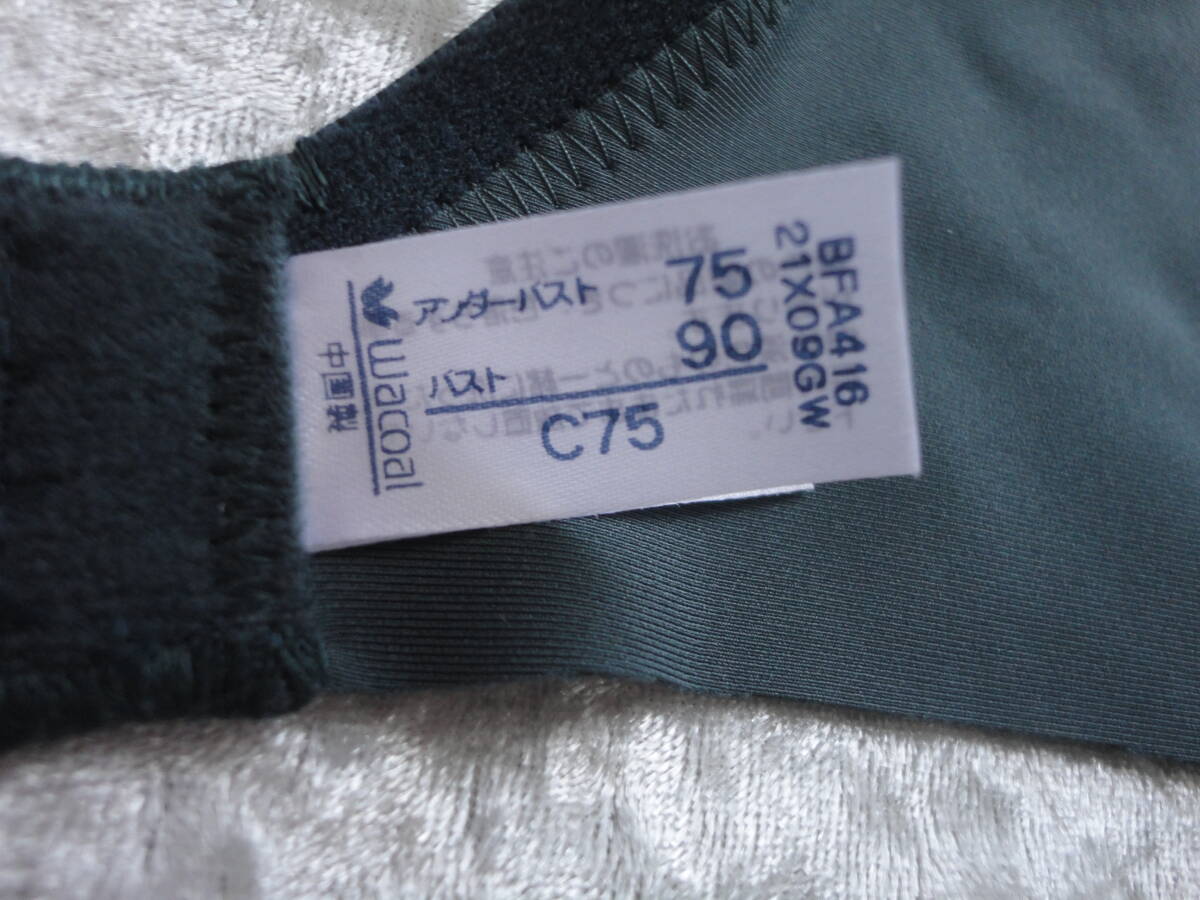 アンダーバスト 75
バスト 90
C75
BFA416
21X09GW
wacoal
中国製